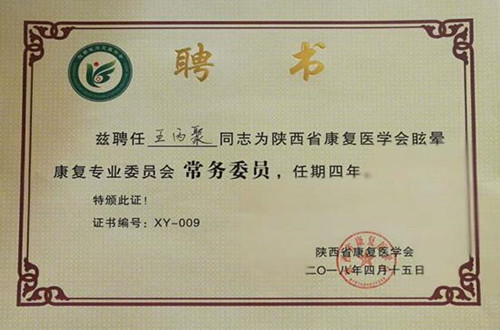 聘书
兹聘任王丙聚同志为陕西省康复医学会眩晕
康复专业委员会常务委员，任期四年。
特颁此证！
证书编号：XY-009
陕西省康复医学会
二〇一八年四月十五日